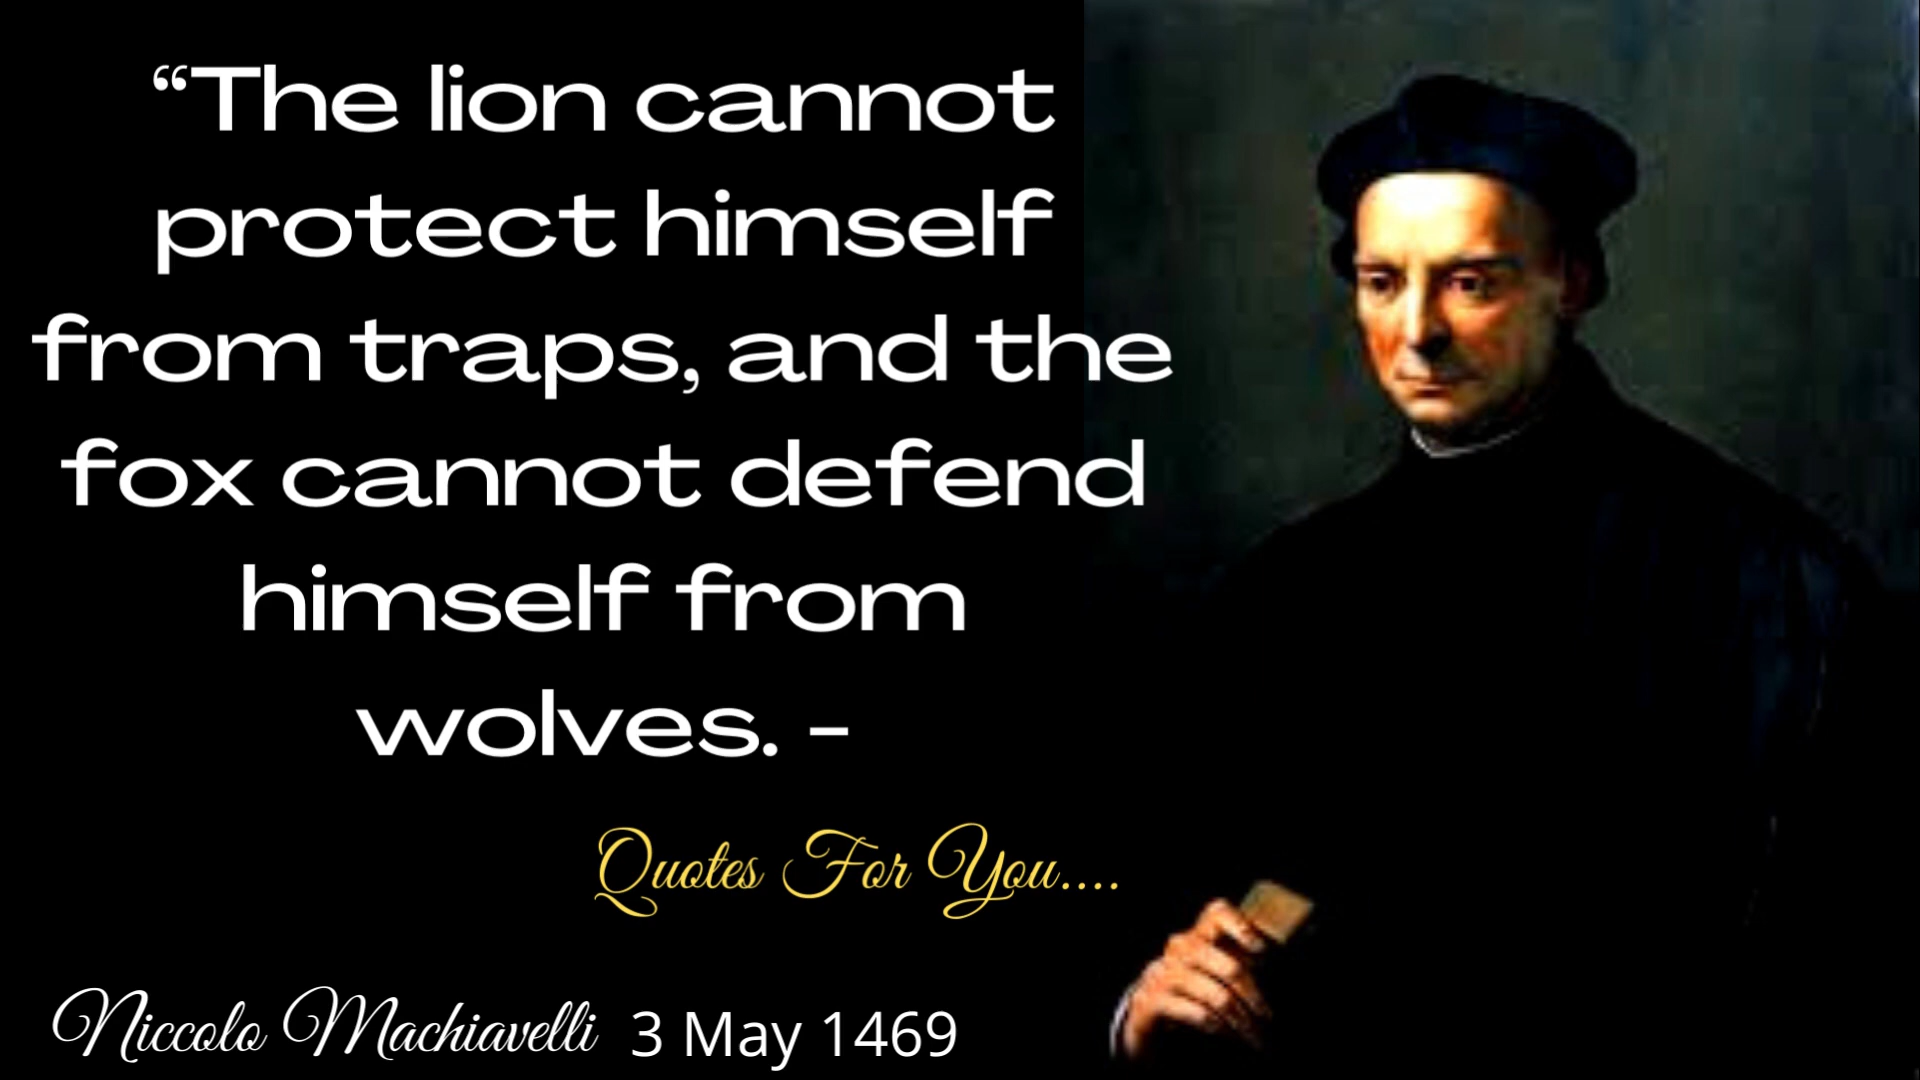 “The lion cannot
protect himself
from traps, and the
fox cannot defend
himself from
wolves. -
Quotes For You....
Niccolo Machiavelli 3 May 1469